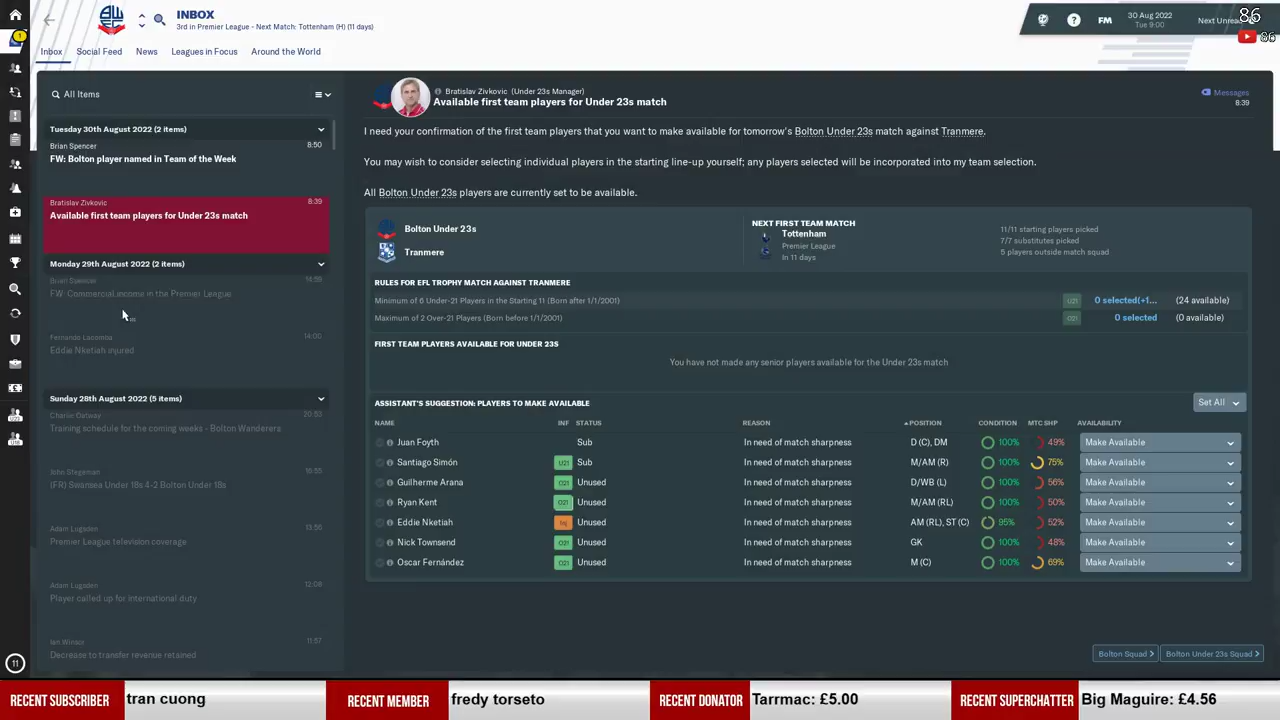 INBOX
3rd in Premier League - Next Match: Tottenham (H) (11 days)
FM
30 Aug 2022
Tue 9:00
Next Unread
86
86
Inbox
Social Feed
News
Leagues in Focus
Around the World
All Items
Tuesday 30th August 2022 (2 items)
Brian Spencer 8:50
FW: Bolton player named in Team of the Week
Bratislav Zivkovic 8:39
Available first team players for Under 23s match
Monday 29th August 2022 (2 items)
Brian Spencer 14:59
FW: Commercial income in the Premier League
Fernando Lacomba 14:00
Eddie Nketiah injured
Sunday 28th August 2022 (5 items)
Charlie Oatway 20:53
Training schedule for the coming weeks - Bolton Wanderers
John Stegeman 16:55
(FR) Swansea Under 18s 4-2 Bolton Under 18s
Adam Lugsden 13:56
Premier League television coverage
Adam Lugsden 12:08
Player called up for international duty
Ian Winsor 11:57
Decrease to transfer revenue retained
11
Bratislav Zivkovic (Under 23s Manager)
Available first team players for Under 23s match
Messages
8:39
I need your confirmation of the first team players that you want to make available for tomorrow's Bolton Under 23s match against Tranmere.
You may wish to consider selecting individual players in the starting line-up yourself; any players selected will be incorporated into my team selection.
All Bolton Under 23s players are currently set to be available.
Bolton Under 23s
Tranmere
NEXT FIRST TEAM MATCH
Tottenham
Premier League
In 11 days
11/11 starting players picked
7/7 substitutes picked
5 players outside match squad
RULES FOR EFL TROPHY MATCH AGAINST TRANMERE
Minimum of 6 Under-21 Players in the Starting 11 (Born after 1/1/2001) U21 0 selected(+1... (24 available)
Maximum of 2 Over-21 Players (Born before 1/1/2001) O21 0 selected (0 available)
FIRST TEAM PLAYERS AVAILABLE FOR UNDER 23S
You have not made any senior players available for the Under 23s match
ASSISTANT'S SUGGESTION: PLAYERS TO MAKE AVAILABLE
Set All
NAME INF STATUS REASON POSITION CONDITION MTC SHP AVAILABILITY
Juan Foyth Sub In need of match sharpness D (C), DM 100% 49% Make Available
Santiago Simón U21 Sub In need of match sharpness M/AM (R) 100% 75% Make Available
Guilherme Arana O21 Unused In need of match sharpness D/WB (L) 100% 56% Make Available
Ryan Kent O21 Unused In need of match sharpness M/AM (RL) 100% 50% Make Available
Eddie Nketiah Inj Unused In need of match sharpness AM (RL), ST (C) 95% 52% Make Available
Nick Townsend O21 Unused In need of match sharpness GK 100% 48% Make Available
Oscar Fernández O21 Unused In need of match sharpness M (C) 100% 69% Make Available
Bolton Squad
Bolton Under 23s Squad
RECENT SUBSCRIBER tran cuong
RECENT MEMBER fredy torseto
RECENT DONATOR Tarrmac: £5.00
RECENT SUPERCHATTER Big Maguire: £4.56